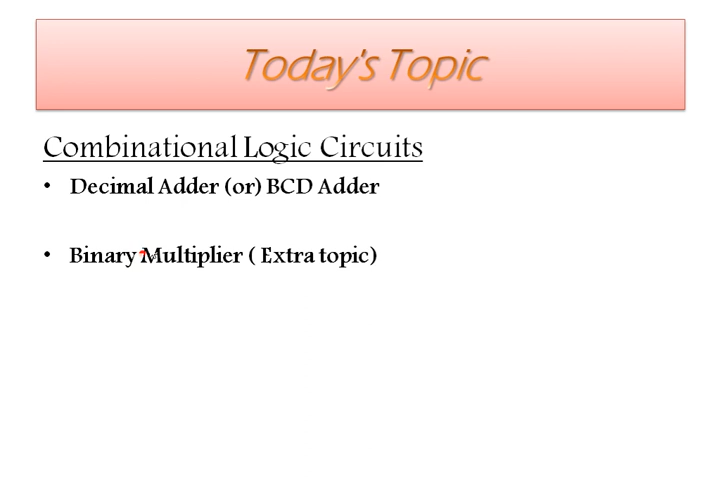 Today's Topic
Combinational Logic Circuits
• Decimal Adder (or) BCD Adder
• Binary Multiplier ( Extra topic)